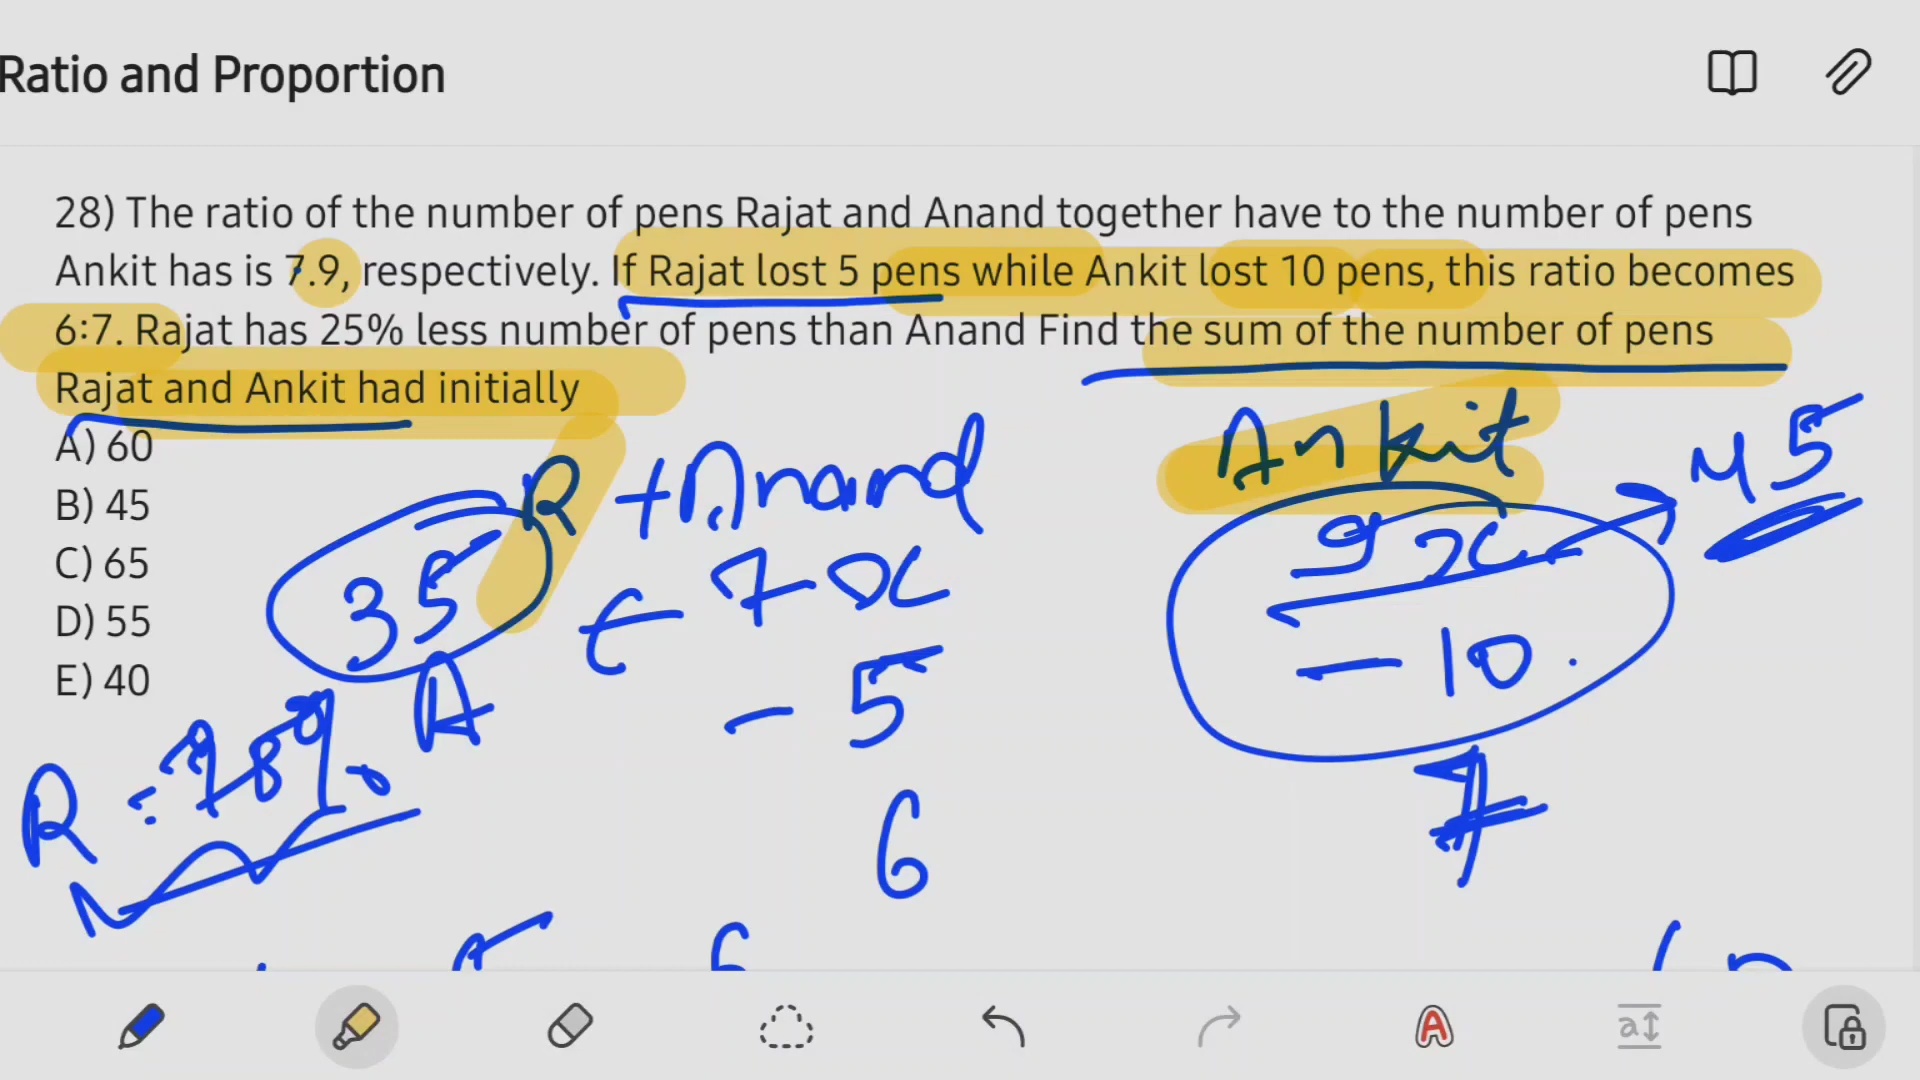 Ratio and Proportion
28) The ratio of the number of pens Rajat and Anand together have to the number of pens
Ankit has is 7.9, respectively. If Rajat lost 5 pens while Ankit lost 10 pens, this ratio becomes
6:7. Rajat has 25% less number of pens than Anand Find the sum of the number of pens
Rajat and Ankit had initially
A) 60
B) 45
C) 65
D) 55
E) 40
R + Anand
Ankit
45
35
7x
9x
- 5
- 10
A
R =
6
7
A
a